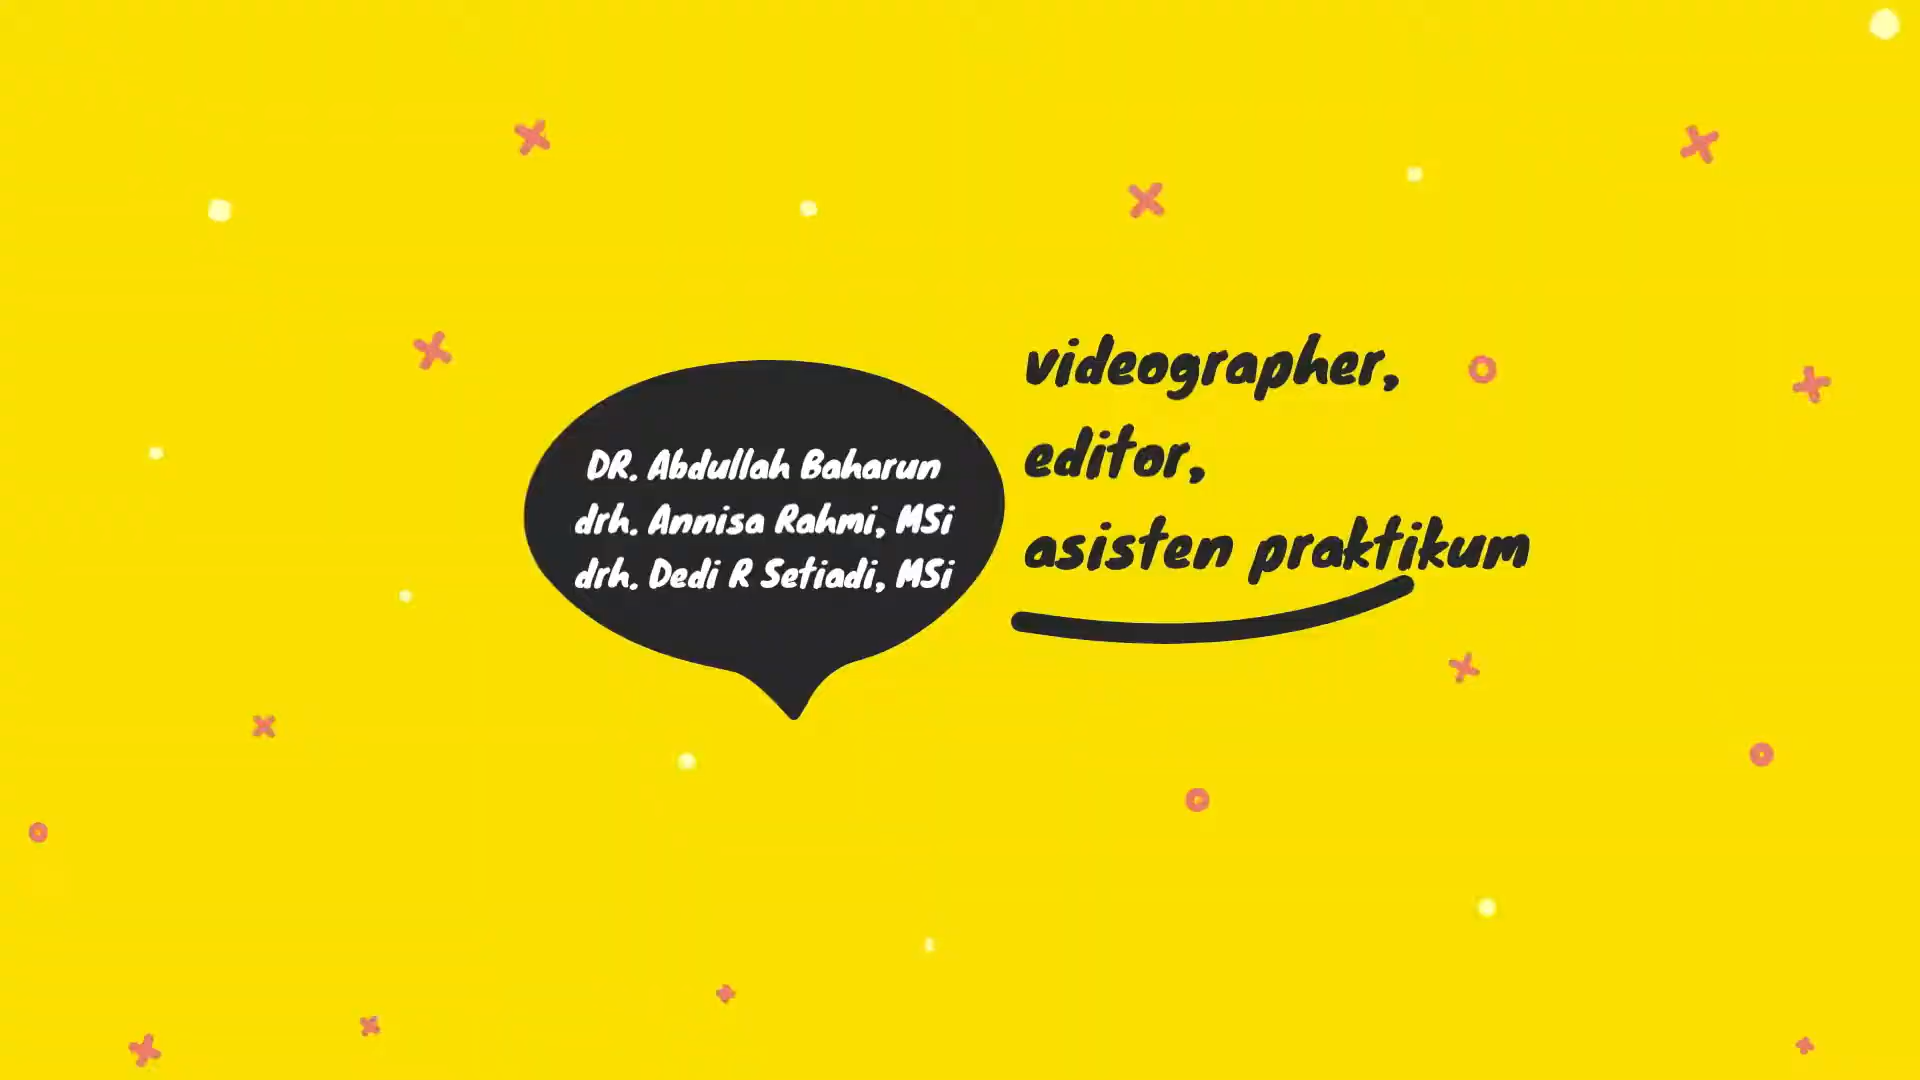 DR. Abdullah Baharun
drh. Annisa Rahmi, MSi
drh. Dedi R Setiadi, MSi
videographer,
editor,
asisten praktikum